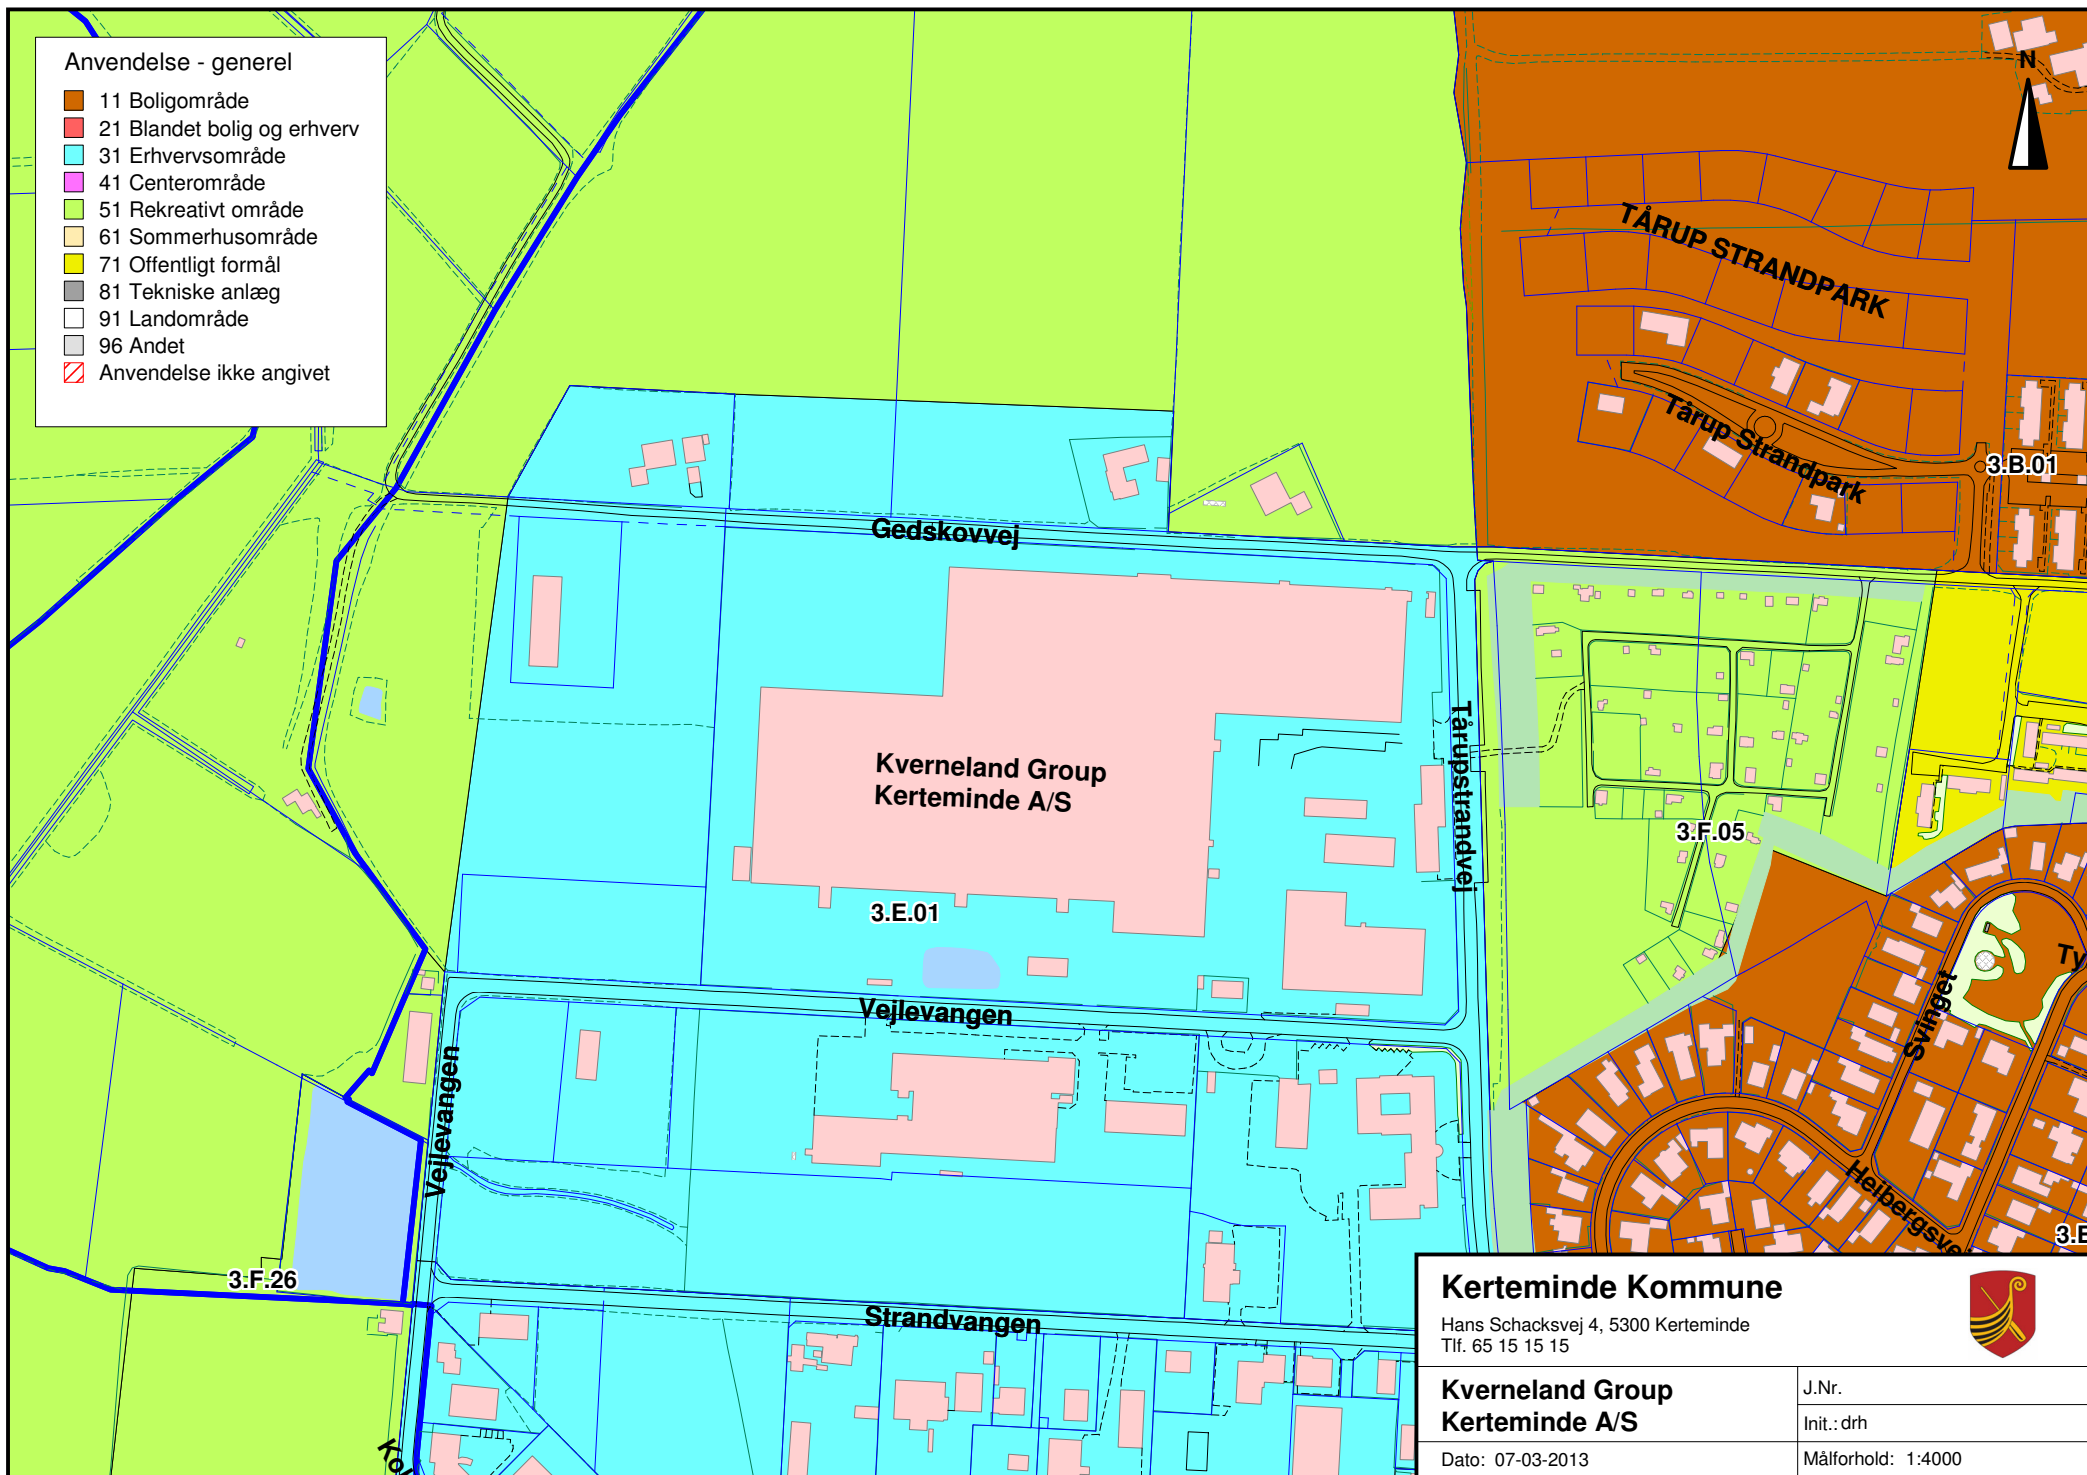 Anvendelse - generel
11 Boligområde
21 Blandet bolig og erhverv
31 Erhvervsområde
41 Centerområde
51 Rekreativt område
61 Sommerhusområde
71 Offentligt formål
81 Tekniske anlæg
91 Landområde
96 Andet
Anvendelse ikke angivet
N
TÅRUP STRANDPARK
Tårup Strandpark
3.B.01
Gedskovvej
Tårupstrandvej
Kverneland Group
Kerteminde A/S
3.F.05
3.E.01
Vejlevangen
Vejlevangen
Svinget
Ty
Heibergsvej
3.F.26
Strandvangen
Kol
Kerteminde Kommune
Hans Schacksvej 4, 5300 Kerteminde
Tlf. 65 15 15 15
Kverneland Group
Kerteminde A/S
J.Nr.
Init.: drh
Dato: 07-03-2013
Målforhold: 1:4000